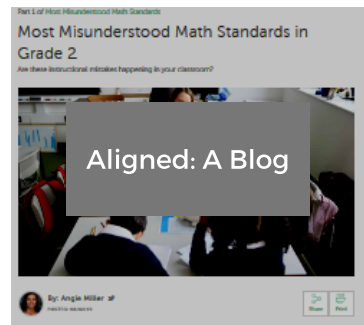 Part 1 of Most Misunderstood Math Standards
Most Misunderstood Math Standards in
Grade 2
Are these instructional mistakes happening in your classroom?
Aligned: A Blog
By: Angie Miller
Share
Print